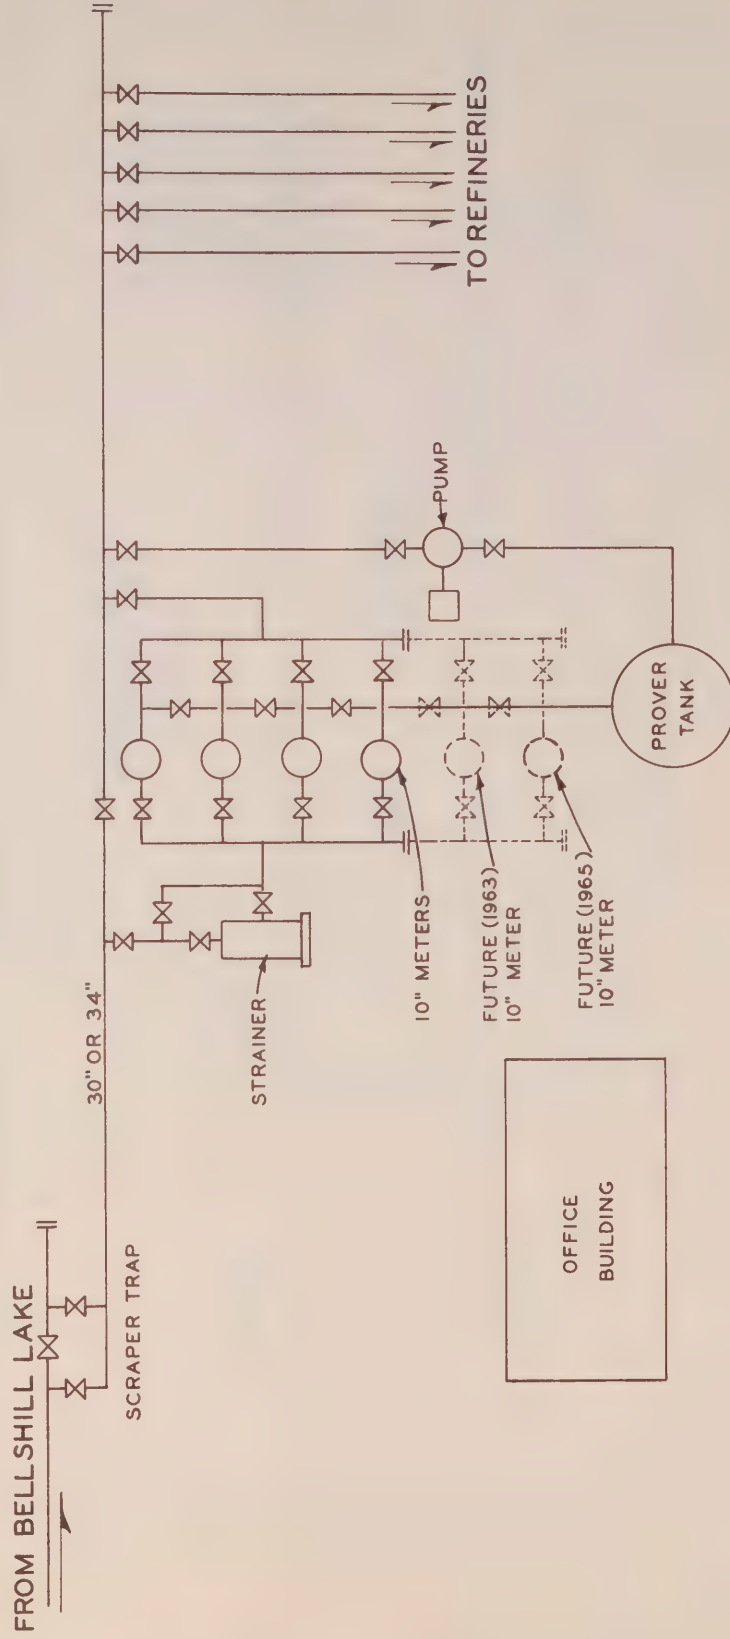 FROM BELLSHILL LAKE
SCRAPER TRAP
30" OR 34"
STRAINER
10" METERS
FUTURE (1963)
10" METER
FUTURE (1965)
10" METER
OFFICE
BUILDING
PUMP
PROVER
TANK
TO REFINERIES